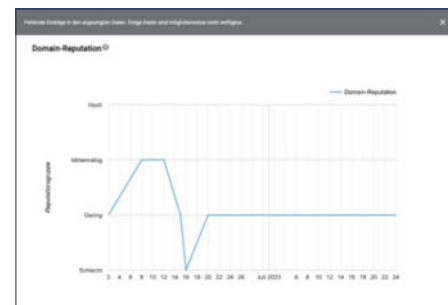 Fehlende Einträge in den angezeigten Daten. Einige Daten sind möglicherweise nicht verfügbar.
Domain-Reputation
Domain-Reputation
Hoch
Mittelmäßig
Gering
Schlecht
Reputationsgruppe
2 4 6 8 10 12 14 16 18 20 22 24 26 Juli 2023 6 8 10 12 14 16 18 20 22 24